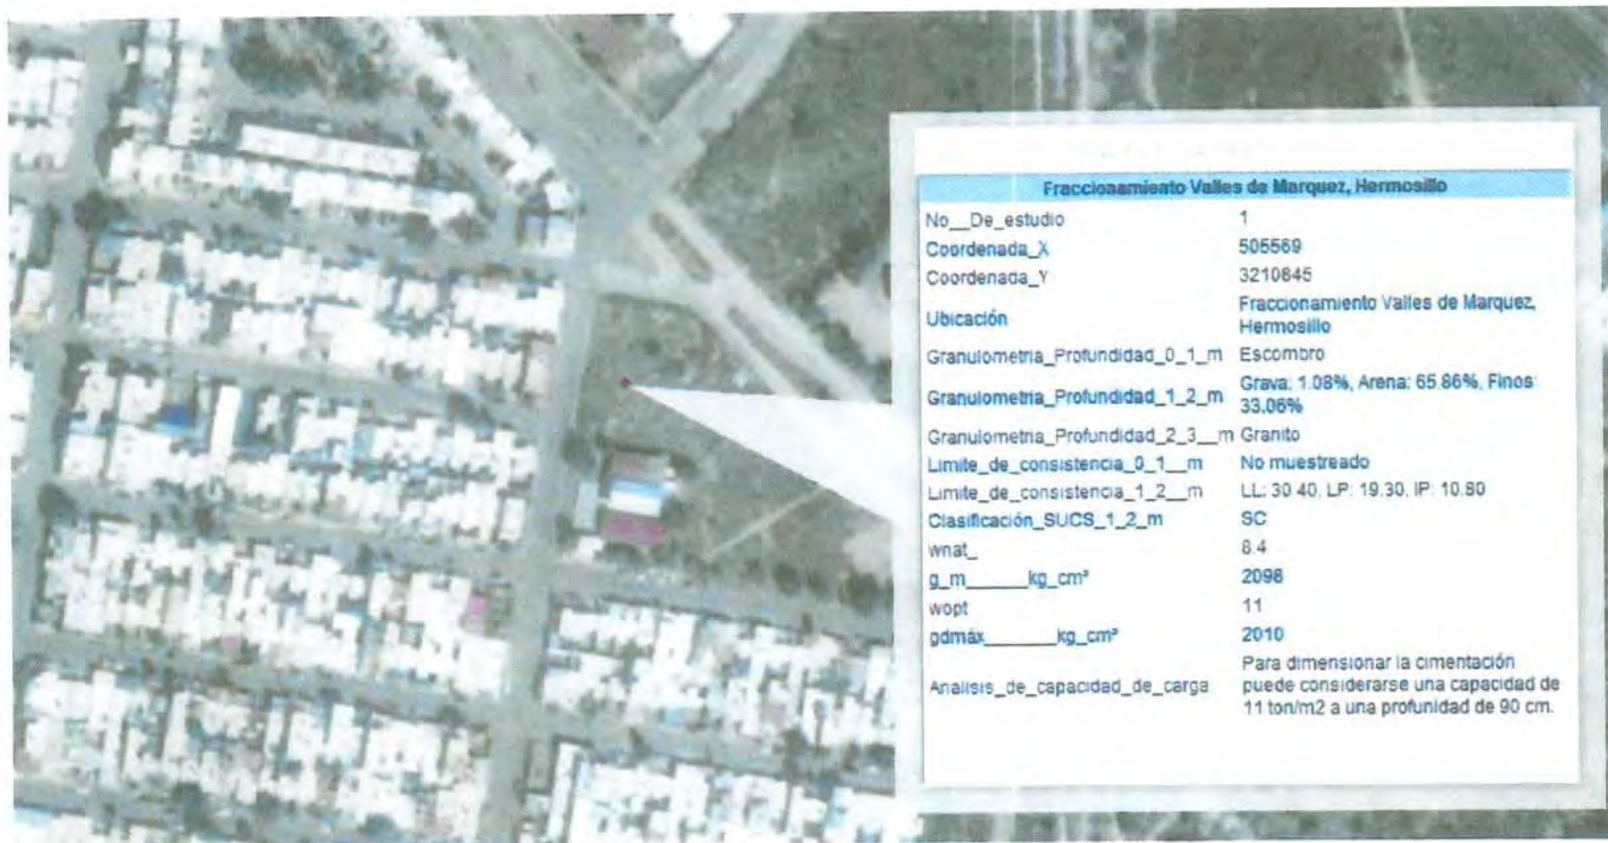 Fraccionamiento Valles de Marquez, Hermosillo
No__De_estudio 1
Coordenada_X 505569
Coordenada_Y 3210845
Ubicación Fraccionamiento Valles de Marquez, Hermosillo
Granulometria_Profundidad_0_1_m Escombro
Granulometria_Profundidad_1_2_m Grava: 1.08%, Arena: 65.86%, Finos: 33.06%
Granulometria_Profundidad_2_3__m Granito
Limite_de_consistencia_0_1__m No muestreado
Limite_de_consistencia_1_2__m LL: 30.40, LP: 19.30, IP: 10.80
Clasificación_SUCS_1_2_m SC
wnat_ 8.4
g_m______kg_cm³ 2098
wopt 11
gdmáx_______kg_cm³ 2010
Analisis_de_capacidad_de_carga Para dimensionar la cimentación puede considerarse una capacidad de 11 ton/m2 a una profunidad de 90 cm.